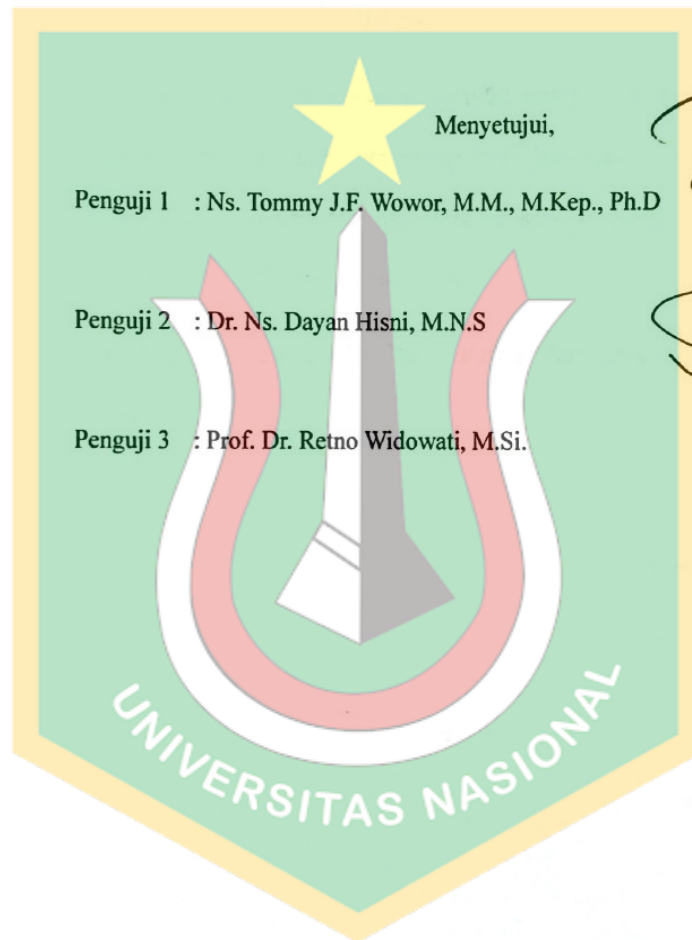 Menyetujui,
Penguji 1 : Ns. Tommy J.F. Wowor, M.M., M.Kep., Ph.D
Penguji 2 : Dr. Ns. Dayan Hisni, M.N.S
Penguji 3 : Prof. Dr. Retno Widowati, M.Si.
UNIVERSITAS NASIONAL